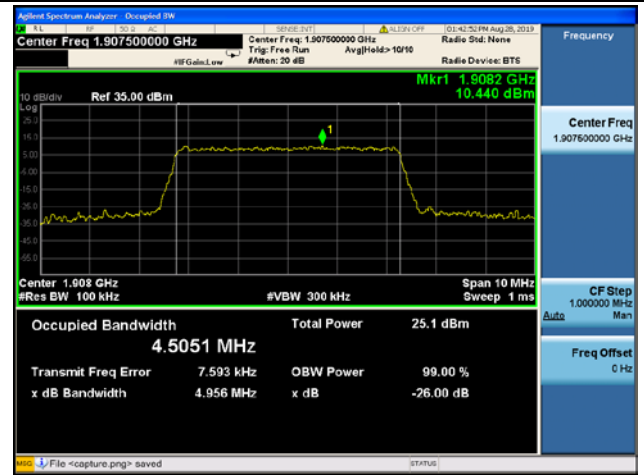 Agilent Spectrum Analyzer - Occupied BW
RL RF 50 Ω AC SENSE:INT ALIGN OFF 01:42:52 PM Aug 28, 2019
Center Freq 1.907500000 GHz
Center Freq: 1.907500000 GHz
Radio Std: None
Trig: Free Run Avg|Hold:> 10/10
#IFGain:Low #Atten: 20 dB Radio Device: BTS
Mkr1 1.9082 GHz
10 dB/div Ref 35.00 dBm 10.440 dBm
Log
25.0
15.0
5.00
-5.00
-15.0
-25.0
-35.0
-45.0
-55.0
1
Center 1.908 GHz Span 10 MHz
#Res BW 100 kHz #VBW 300 kHz Sweep 1 ms
Occupied Bandwidth Total Power 25.1 dBm
4.5051 MHz
Transmit Freq Error 7.593 kHz OBW Power 99.00 %
x dB Bandwidth 4.956 MHz x dB -26.00 dB
Frequency
Center Freq
1.907500000 GHz
CF Step
1.000000 MHz
Auto Man
Freq Offset
0 Hz
MSG File <capture.png> saved STATUS